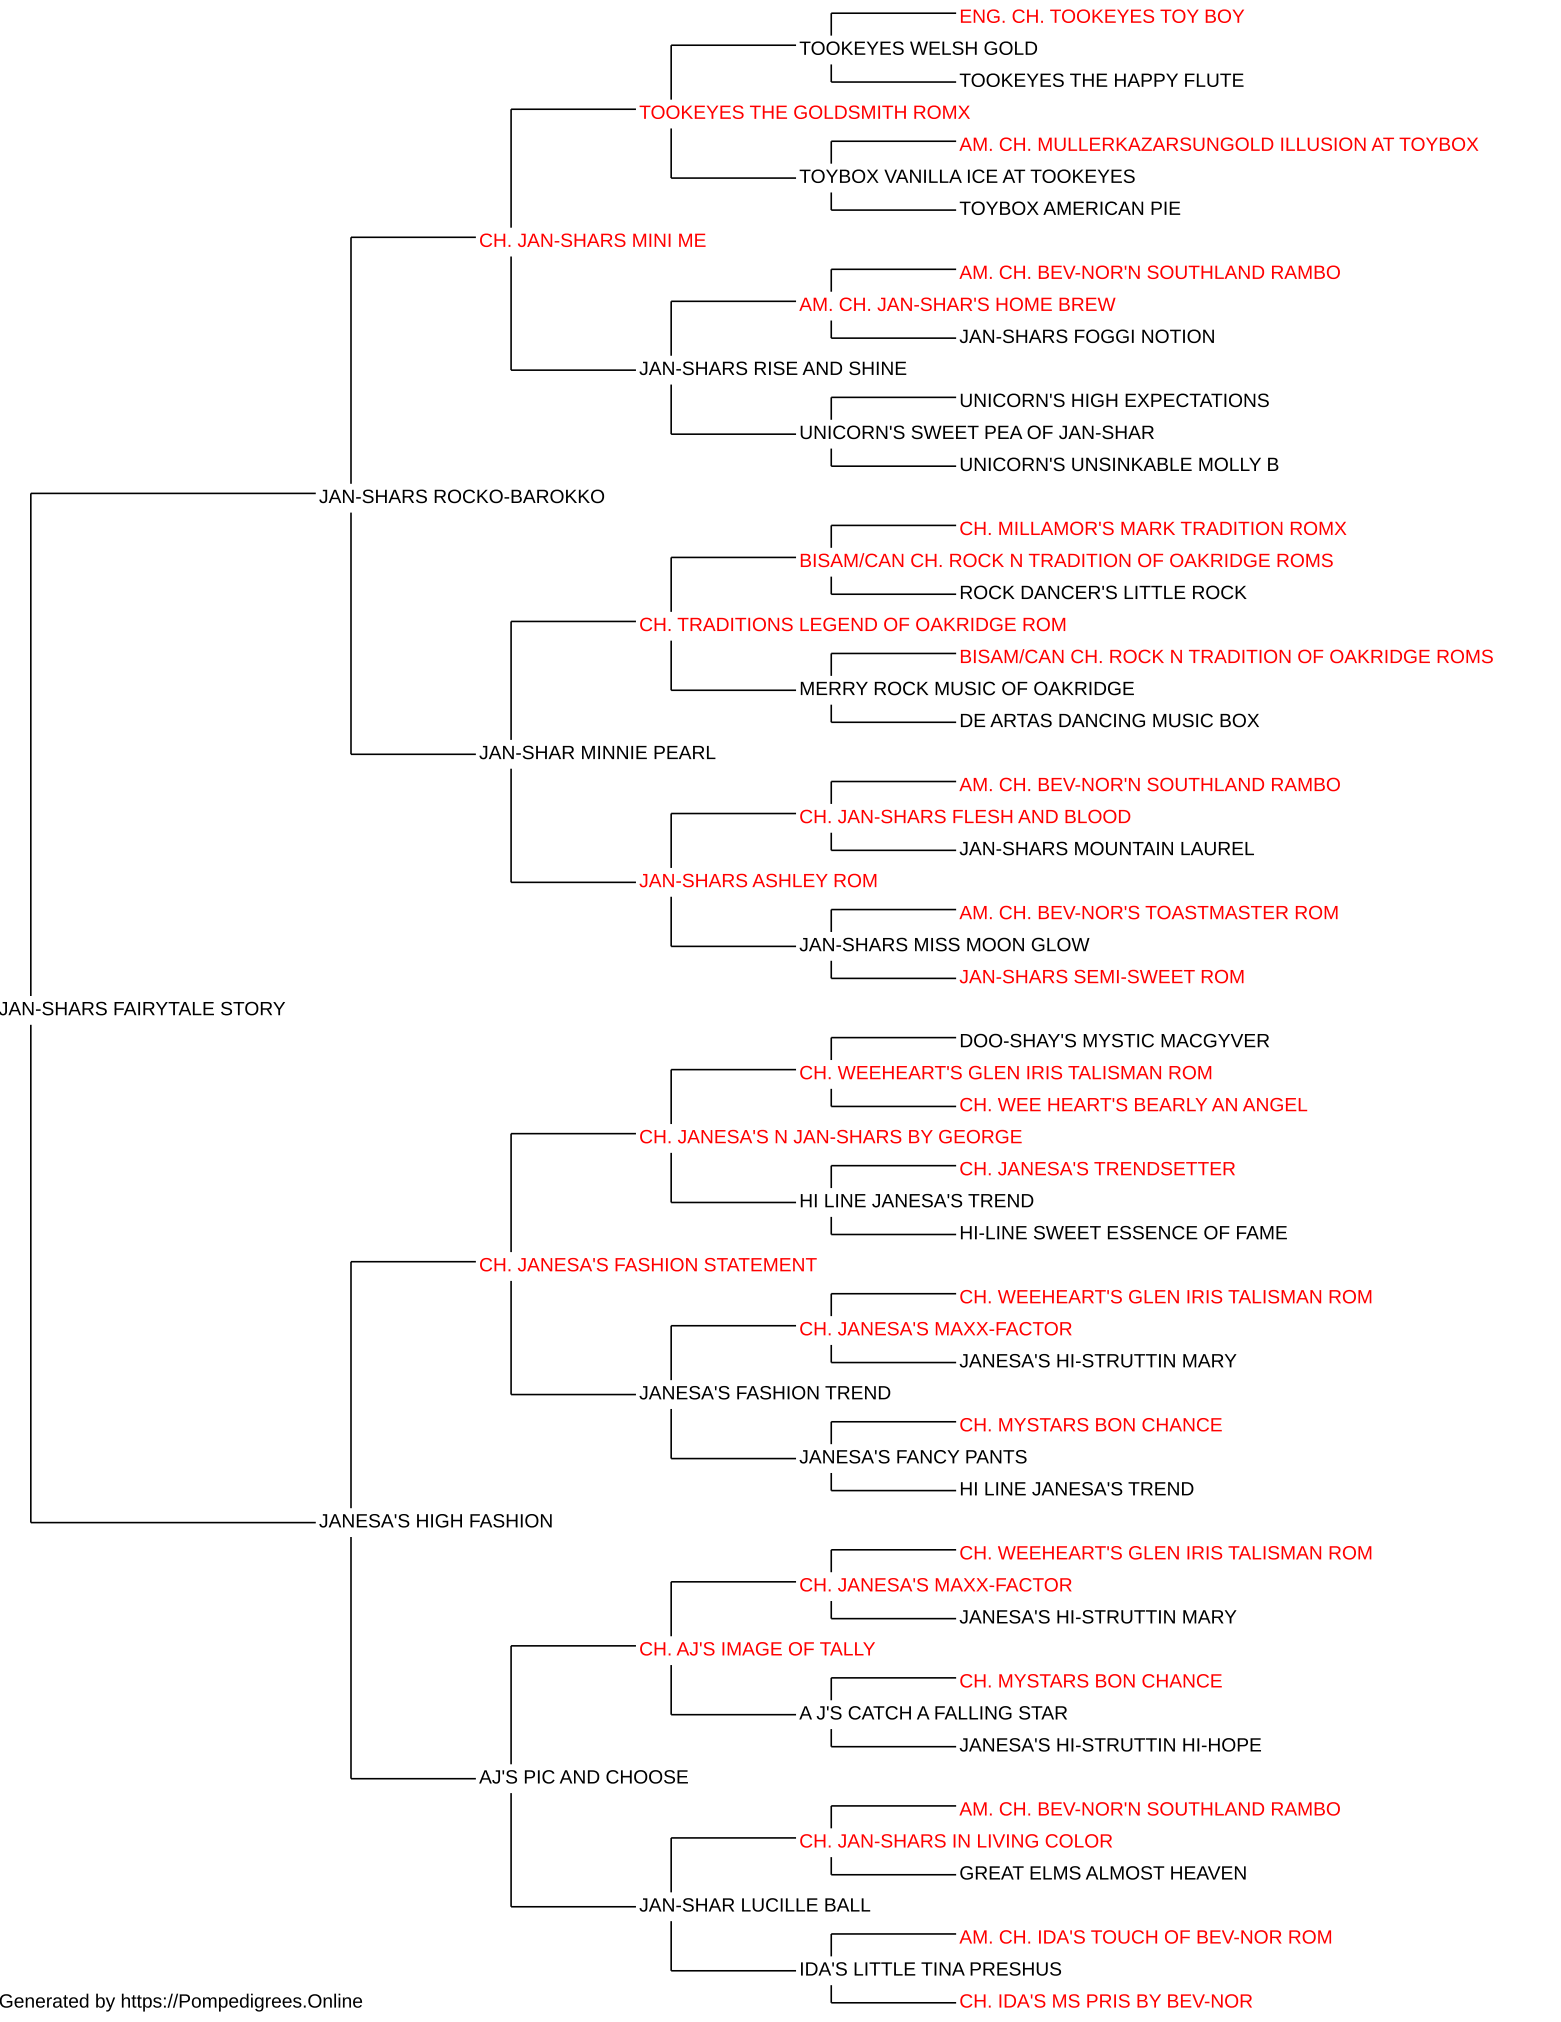 ENG. CH. TOOKEYES TOY BOY
TOOKEYES WELSH GOLD
TOOKEYES THE HAPPY FLUTE
TOOKEYES THE GOLDSMITH ROMX
AM. CH. MULLERKAZARSUNGOLD ILLUSION AT TOYBOX
TOYBOX VANILLA ICE AT TOOKEYES
TOYBOX AMERICAN PIE
CH. JAN-SHARS MINI ME
AM. CH. BEV-NOR'N SOUTHLAND RAMBO
AM. CH. JAN-SHAR'S HOME BREW
JAN-SHARS FOGGI NOTION
JAN-SHARS RISE AND SHINE
UNICORN'S HIGH EXPECTATIONS
UNICORN'S SWEET PEA OF JAN-SHAR
UNICORN'S UNSINKABLE MOLLY B
JAN-SHARS ROCKO-BAROKKO
CH. MILLAMOR'S MARK TRADITION ROMX
BISAM/CAN CH. ROCK N TRADITION OF OAKRIDGE ROMS
ROCK DANCER'S LITTLE ROCK
CH. TRADITIONS LEGEND OF OAKRIDGE ROM
BISAM/CAN CH. ROCK N TRADITION OF OAKRIDGE ROMS
MERRY ROCK MUSIC OF OAKRIDGE
DE ARTAS DANCING MUSIC BOX
JAN-SHAR MINNIE PEARL
AM. CH. BEV-NOR'N SOUTHLAND RAMBO
CH. JAN-SHARS FLESH AND BLOOD
JAN-SHARS MOUNTAIN LAUREL
JAN-SHARS ASHLEY ROM
AM. CH. BEV-NOR'S TOASTMASTER ROM
JAN-SHARS MISS MOON GLOW
JAN-SHARS SEMI-SWEET ROM
JAN-SHARS FAIRYTALE STORY
DOO-SHAY'S MYSTIC MACGYVER
CH. WEEHEART'S GLEN IRIS TALISMAN ROM
CH. WEE HEART'S BEARLY AN ANGEL
CH. JANESA'S N JAN-SHARS BY GEORGE
CH. JANESA'S TRENDSETTER
HI LINE JANESA'S TREND
HI-LINE SWEET ESSENCE OF FAME
CH. JANESA'S FASHION STATEMENT
CH. WEEHEART'S GLEN IRIS TALISMAN ROM
CH. JANESA'S MAXX-FACTOR
JANESA'S HI-STRUTTIN MARY
JANESA'S FASHION TREND
CH. MYSTARS BON CHANCE
JANESA'S FANCY PANTS
HI LINE JANESA'S TREND
JANESA'S HIGH FASHION
CH. WEEHEART'S GLEN IRIS TALISMAN ROM
CH. JANESA'S MAXX-FACTOR
JANESA'S HI-STRUTTIN MARY
CH. AJ'S IMAGE OF TALLY
CH. MYSTARS BON CHANCE
A J'S CATCH A FALLING STAR
JANESA'S HI-STRUTTIN HI-HOPE
AJ'S PIC AND CHOOSE
AM. CH. BEV-NOR'N SOUTHLAND RAMBO
CH. JAN-SHARS IN LIVING COLOR
GREAT ELMS ALMOST HEAVEN
JAN-SHAR LUCILLE BALL
AM. CH. IDA'S TOUCH OF BEV-NOR ROM
IDA'S LITTLE TINA PRESHUS
CH. IDA'S MS PRIS BY BEV-NOR
Generated by https://Pompedigrees.Online